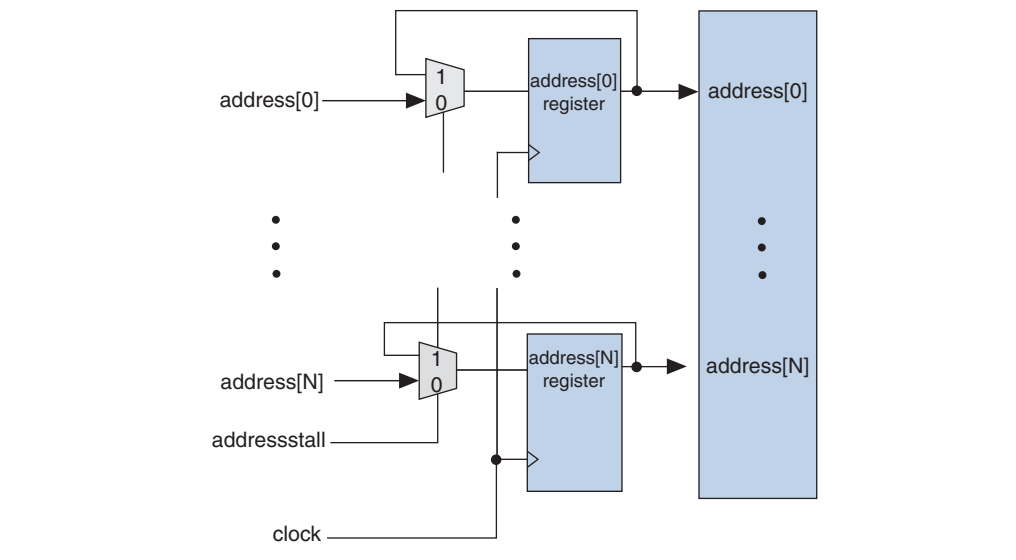 1
address[0]
0
address[0]
register
address[0]
1
address[N]
0
address[N]
register
address[N]
addressstall
clock